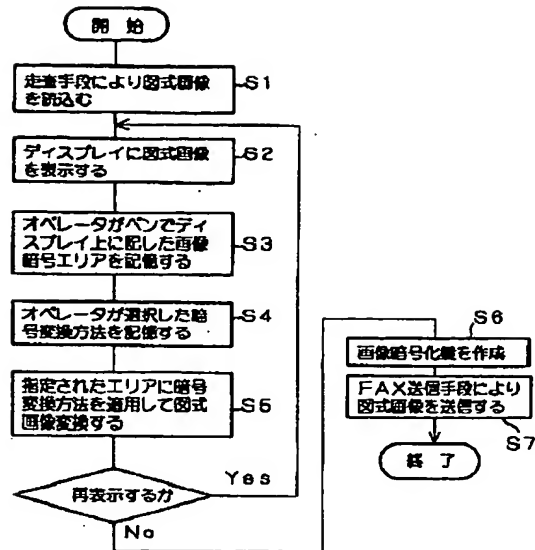 開 始
走査手段により図式画像
を読込む
S1
ディスプレイに図式画像
を表示する
S2
オペレータがペンでディ
スプレイ上に記した画像
暗号エリアを記憶する
S3
オペレータが選択した暗
号変換方法を記憶する
S4
指定されたエリアに暗号
変換方法を適用して図式
画像変換する
S5
再表示するか
Yes
No
S6
画像暗号化鍵を作成
FAX送信手段により
図式画像を送信する
S7
終 了